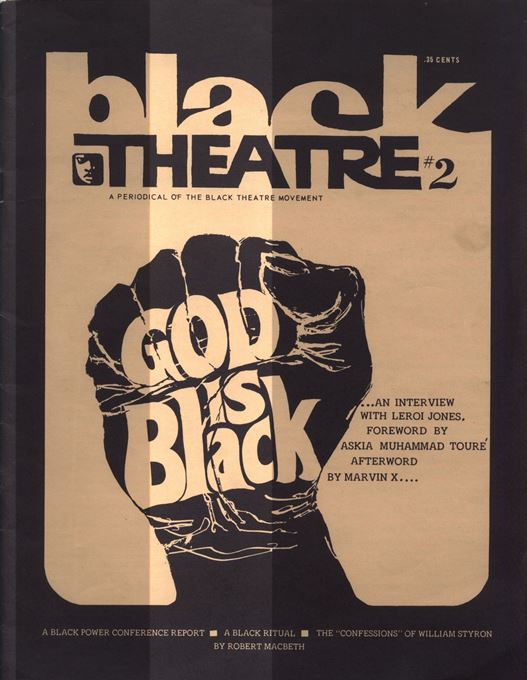 .35 CENTS
black
THEATRE #2
A PERIODICAL OF THE BLACK THEATRE MOVEMENT
GOD
is
Black
...AN INTERVIEW
WITH LEROI JONES,
FOREWORD BY
ASKIA MUHAMMAD TOURÉ
AFTERWORD
BY MARVIN X....
A BLACK POWER CONFERENCE REPORT ■ A BLACK RITUAL ■ THE "CONFESSIONS" OF WILLIAM STYRON
BY ROBERT MACBETH